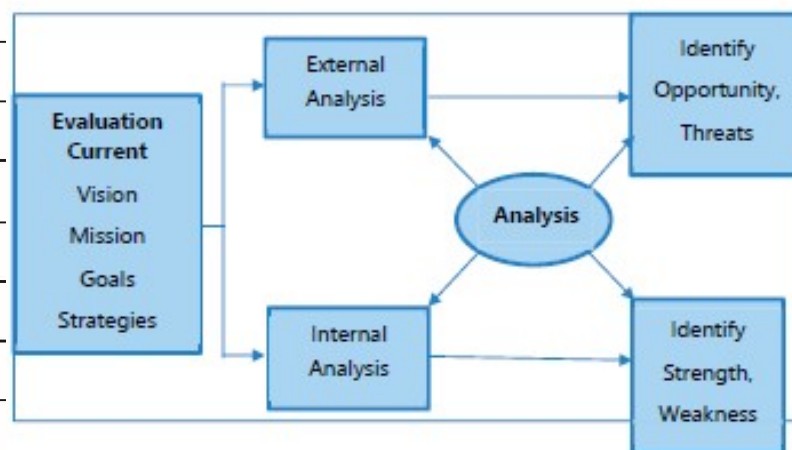 Evaluation
Current
Vision
Mission
Goals
Strategies
External
Analysis
Internal
Analysis
Analysis
Identify
Opportunity,
Threats
Identify
Strength,
Weakness